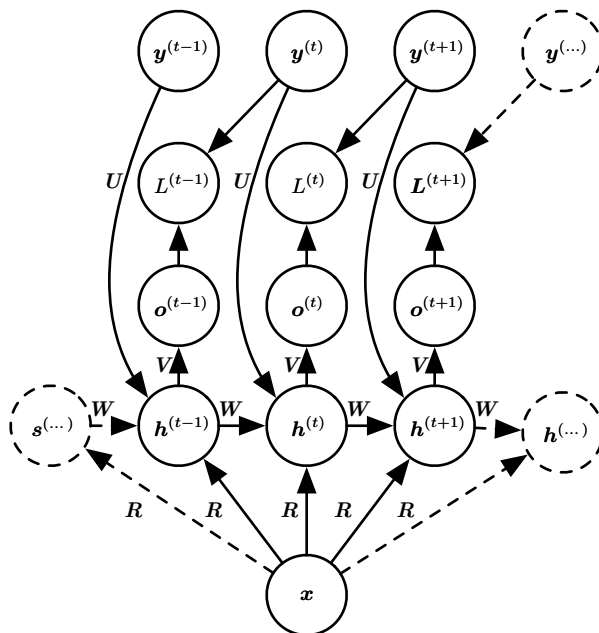 y^(t−1) y^(t) y^(t+1) y^(...)
U L^(t−1) U L^(t) U L^(t+1)
o^(t−1) o^(t) o^(t+1)
V V V
W W W W
s^(...) h^(t−1) h^(t) h^(t+1) h^(...)
R R R R R
x